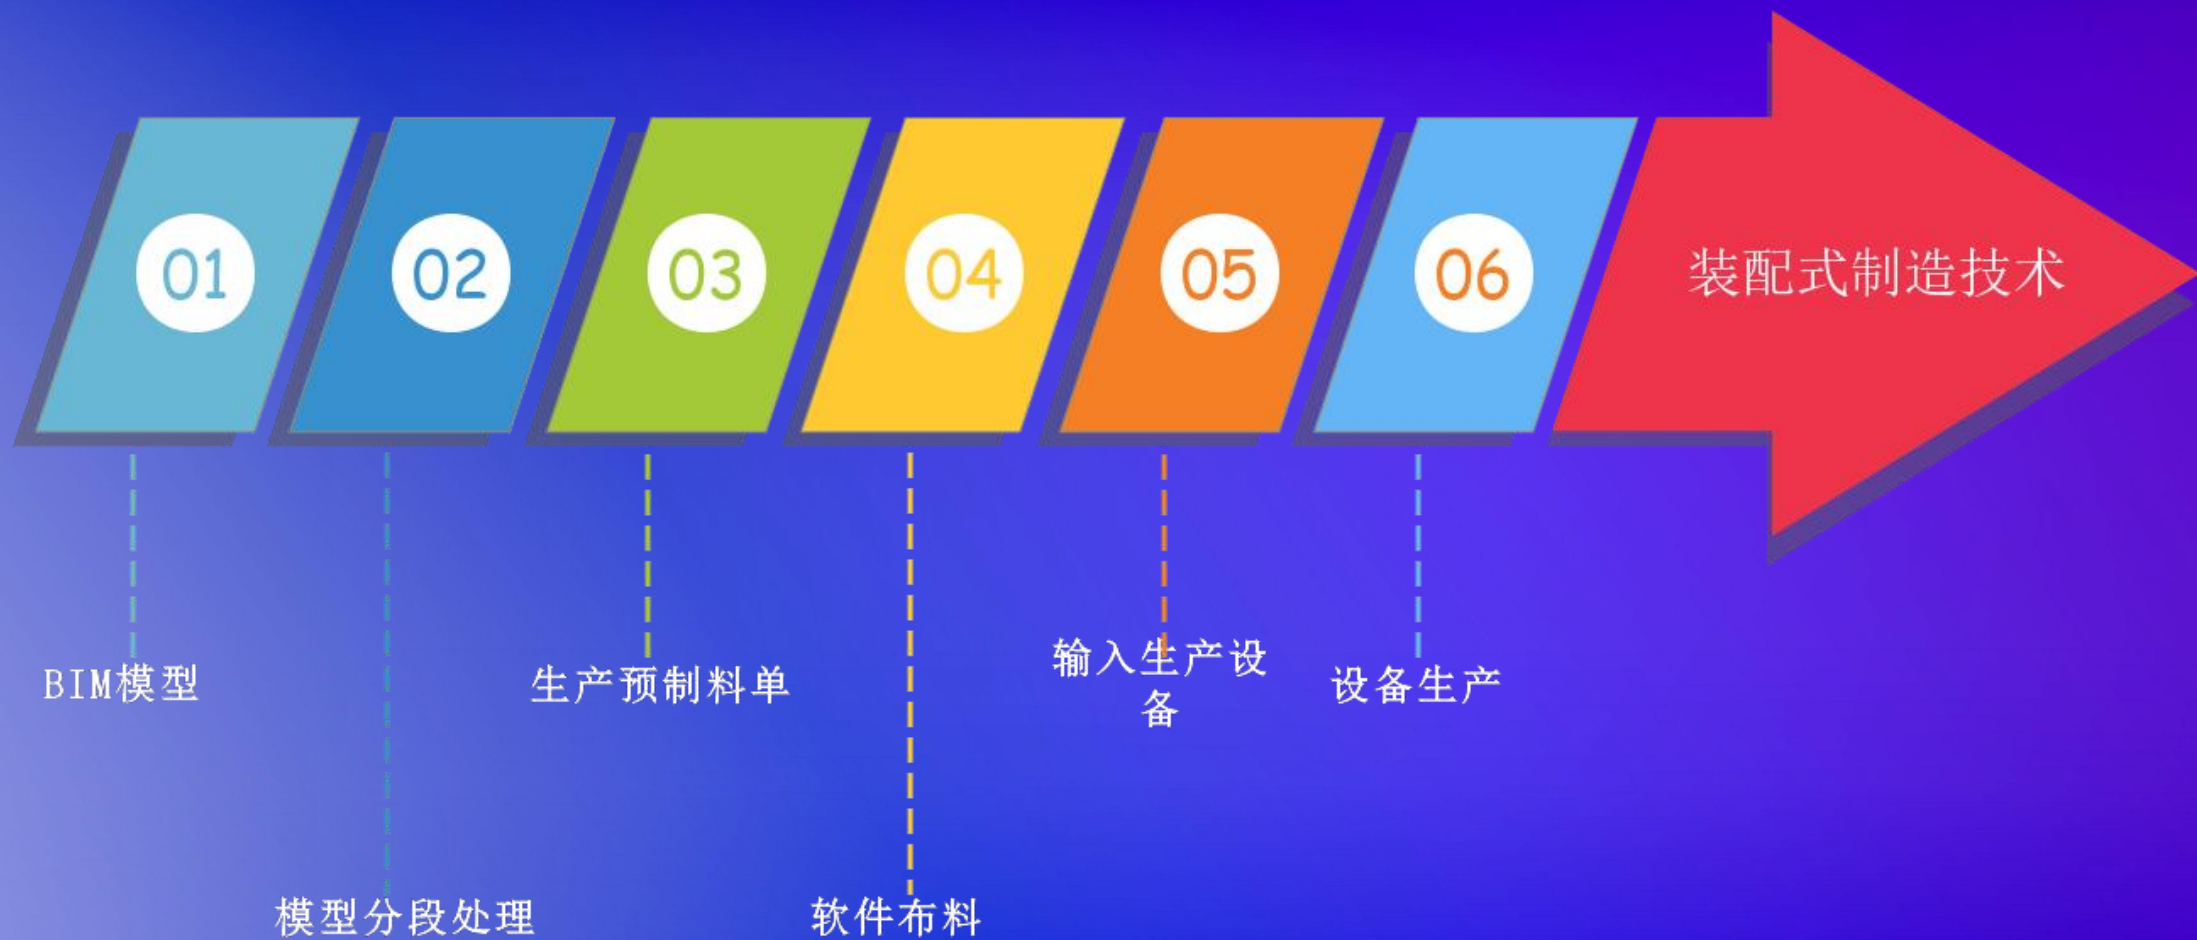 01
02
03
04
05
06
装配式制造技术
BIM模型
生产预制料单
输入生产设
备
设备生产
模型分段处理
软件布料